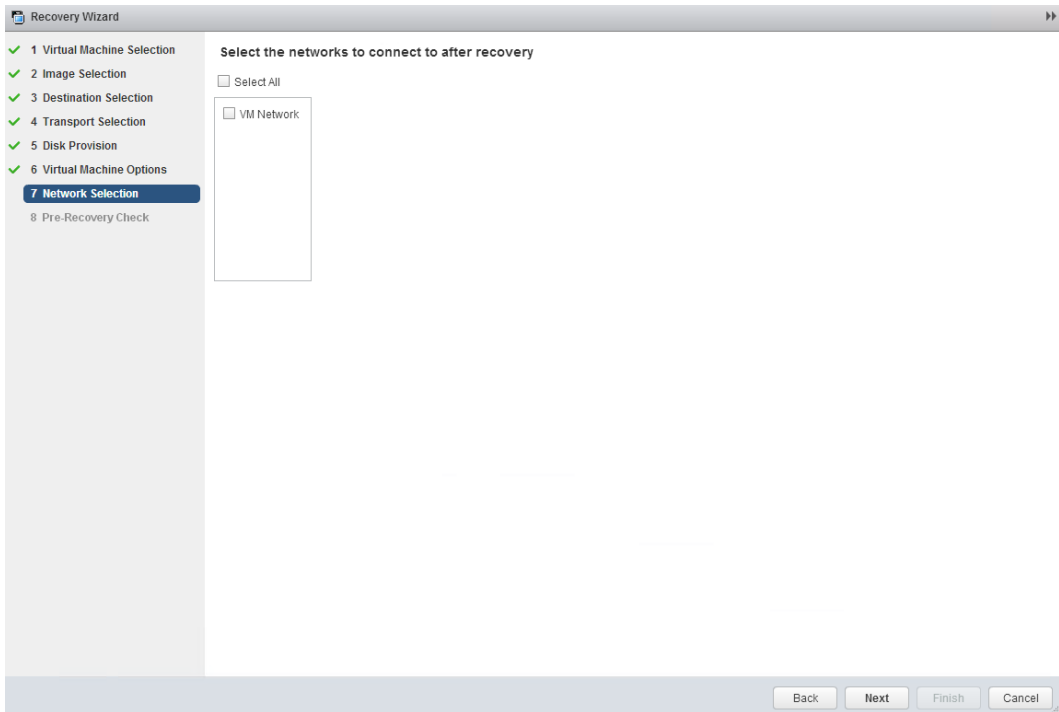 Recovery Wizard
1 Virtual Machine Selection
2 Image Selection
3 Destination Selection
4 Transport Selection
5 Disk Provision
6 Virtual Machine Options
7 Network Selection
8 Pre-Recovery Check
Select the networks to connect to after recovery
Select All
VM Network
Back
Next
Finish
Cancel